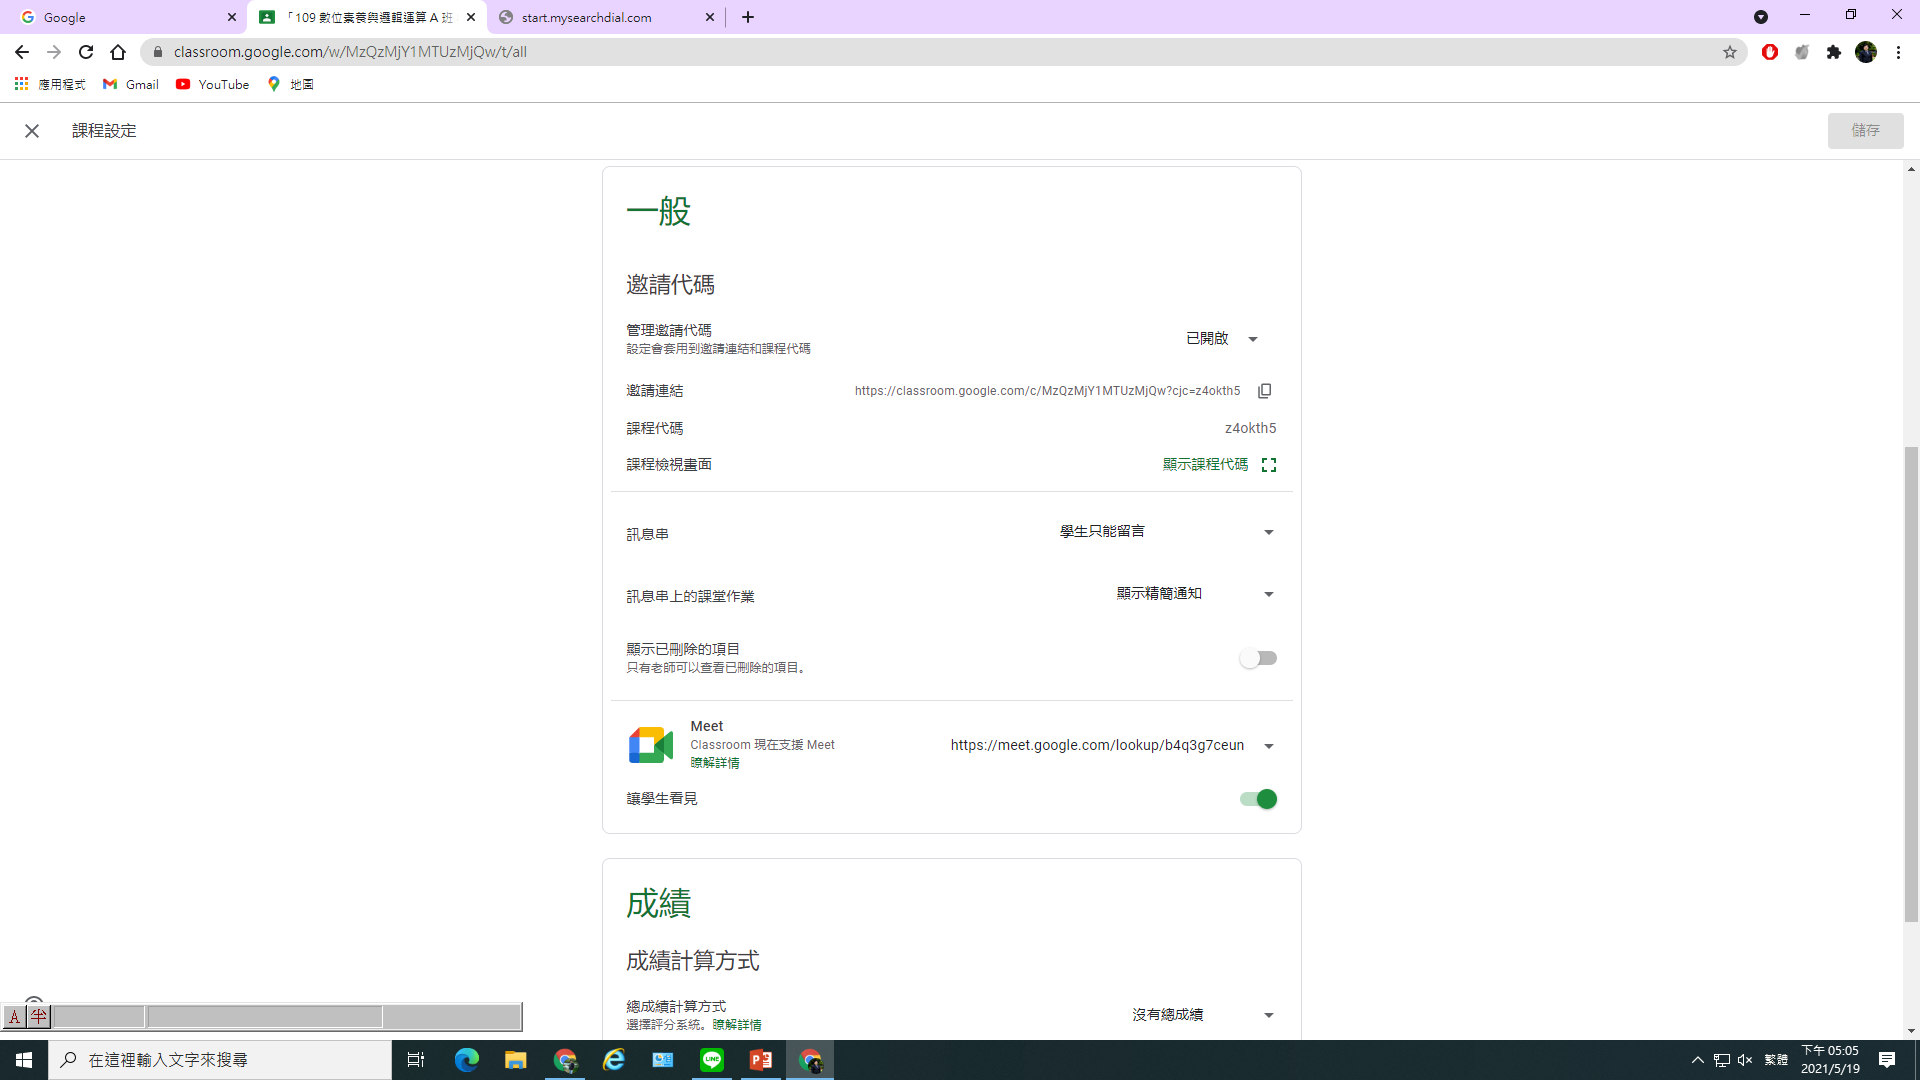 Google
「109 數位素養與邏輯運算 A 班
start.mysearchdial.com
classroom.google.com/w/MzQzMjY1MTUzMjQw/t/all
應用程式
Gmail
YouTube
地圖
課程設定
儲存
一般
邀請代碼
管理邀請代碼
設定會套用到邀請連結和課程代碼
已開啟
邀請連結
https://classroom.google.com/c/MzQzMjY1MTUzMjQw?cjc=z4okth5
課程代碼
z4okth5
課程檢視畫面
顯示課程代碼
訊息串
學生只能留言
訊息串上的課堂作業
顯示精簡通知
顯示已刪除的項目
只有老師可以查看已刪除的項目。
Meet
Classroom 現在支援 Meet
瞭解詳情
https://meet.google.com/lookup/b4q3g7ceun
讓學生看見
成績
成績計算方式
總成績計算方式
選擇評分系統。瞭解詳情
沒有總成績
A 半
在這裡輸入文字來搜尋
繁體
下午 05:05
2021/5/19